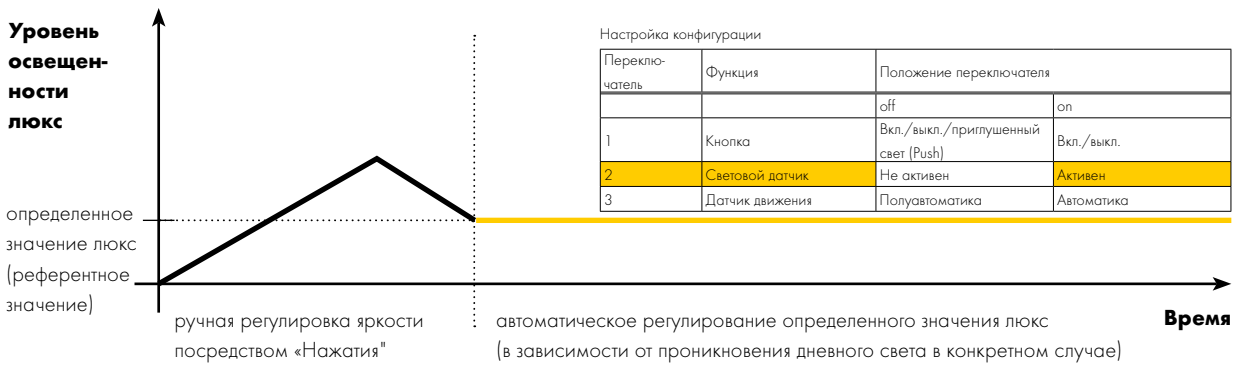 Уровень
освещен-
ности
люкс
Настройка конфигурации
Переклю-
чатель
Функция
Положение переключателя
off
on
1
Кнопка
Вкл./выкл./приглушенный
свет (Push)
Вкл./выкл.
2
Световой датчик
Не активен
Активен
3
Датчик движения
Полуавтоматика
Автоматика
определенное
значение люкс
(референтное
значение)
ручная регулировка яркости
посредством «Нажатия"
автоматическое регулирование определенного значения люкс
(в зависимости от проникновения дневного света в конкретном случае)
Время